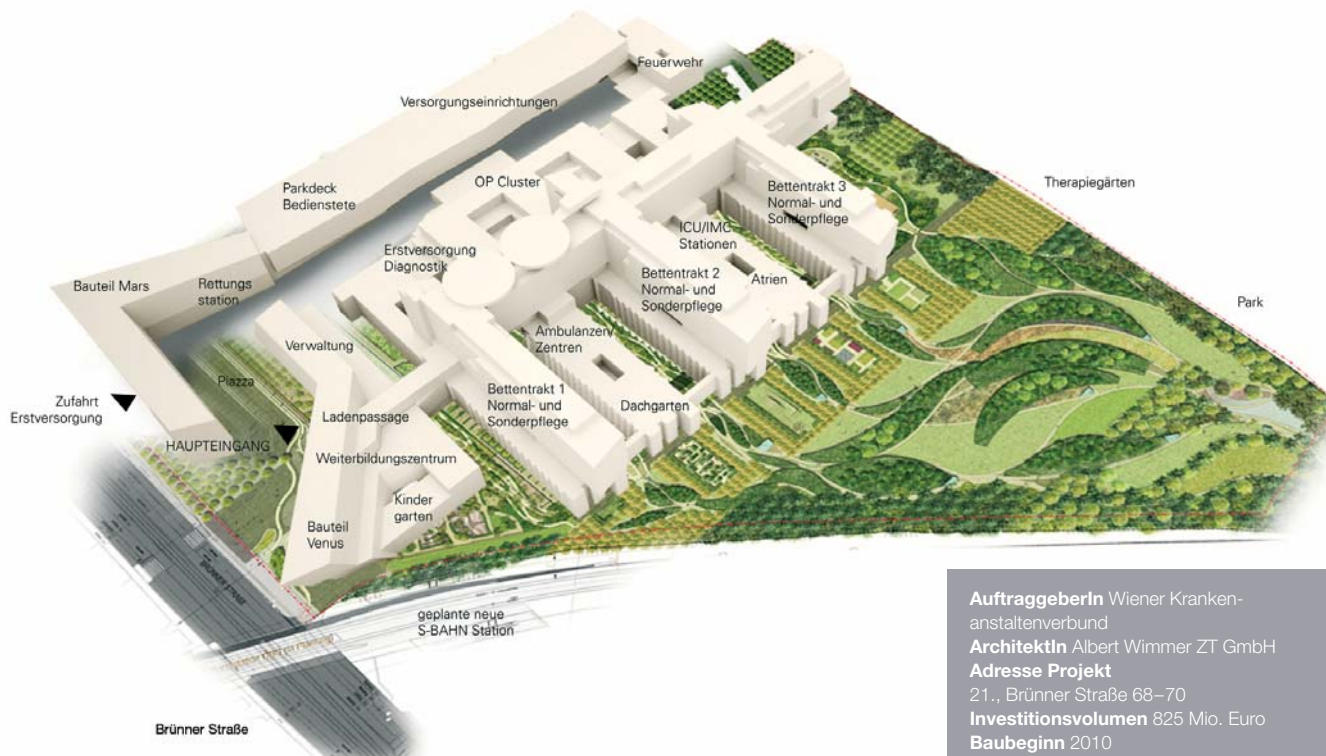 Feuerwehr
Versorgungseinrichtungen
Parkdeck
Bedienstete
OP Cluster
Therapiegärten
Bettentrakt 3
Normal- und
Sonderpflege
ICU/IMC
Stationen
Erstversorgung
Diagnostik
Bettentrakt 2
Normal- und
Sonderpflege
Atrien
Bauteil Mars
Rettungs
station
Park
Ambulanzen/
Zentren
Verwaltung
Piazza
Bettentrakt 1
Normal- und
Sonderpflege
Dachgarten
Zufahrt
Erstversorgung
Ladenpassage
HAUPTEINGANG
Weiterbildungszentrum
Kinder
garten
Bauteil
Venus
BRÜNNER STRAßE
geplante neue
S-BAHN Station
Brünner Straße
AuftraggeberIn Wiener Kranken-
anstaltenverbund
ArchitektIn Albert Wimmer ZT GmbH
Adresse Projekt
21., Brünner Straße 68–70
Investitionsvolumen 825 Mio. Euro
Baubeginn 2010